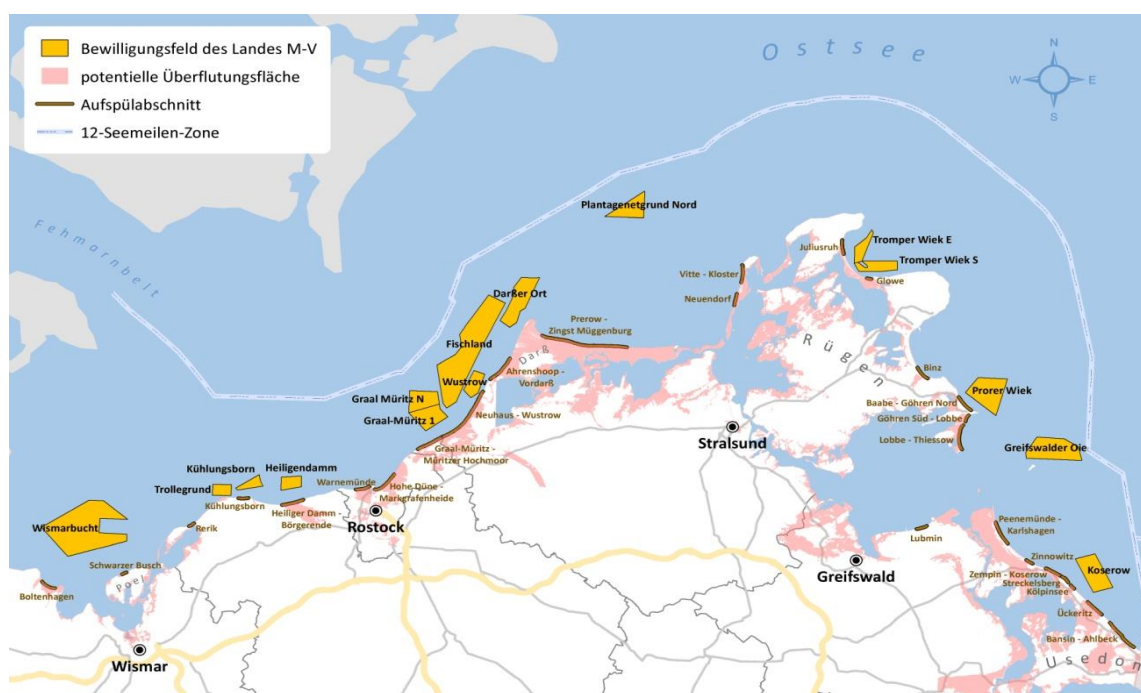 Bewilligungsfeld des Landes M-V
potentielle Überflutungsfläche
Aufspülabschnitt
12-Seemeilen-Zone
Ostsee
N
W
E
S
Fehmarnbelt
Plantagenetgrund Nord
Tromper Wiek E
Juliusruh
Tromper Wiek S
Vitte - Kloster
Glowe
Darßer Ort
Neuendorf
Prerow -
Zingst Müggenburg
Fischland
Darß
Rügen
Ahrenshoop -
Vordarß
Binz
Wustrow
Prorer Wiek
Graal Müritz N
Baabe - Göhren Nord
Graal-Müritz 1
Neuhaus - Wustrow
Göhren Süd - Lobbe
Stralsund
Lobbe - Thiessow
Greifswalder Oie
Graal-Müritz -
Müritzer Hochmoor
Kühlungsborn
Heiligendamm
Trollegrund
Warnemünde
Hohe Düne -
Markgrafenheide
Kühlungsborn
Heiliger Damm -
Börgerende
Rostock
Wismarbucht
Rerik
Peenemünde -
Karlshagen
Lubmin
Zinnowitz
Schwarzer Busch
Poel
Greifswald
Zempin - Koserow
Streckelsberg
Kölpinsee
Koserow
Boltenhagen
Ückeritz
Bansin - Ahlbeck
Wismar
Usedom